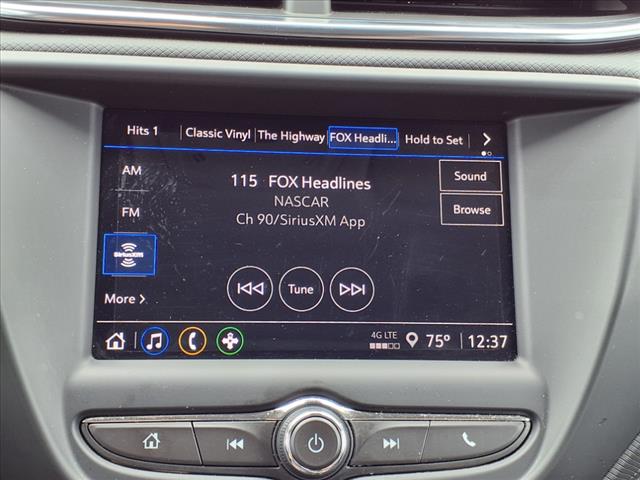 Hits 1 Classic Vinyl The Highway FOX Headli... Hold to Set
AM
115 FOX Headlines
Sound
NASCAR
FM
Browse
Ch 90/SiriusXM App
SiriusXM
Tune
More
4G LTE
75° 12:37